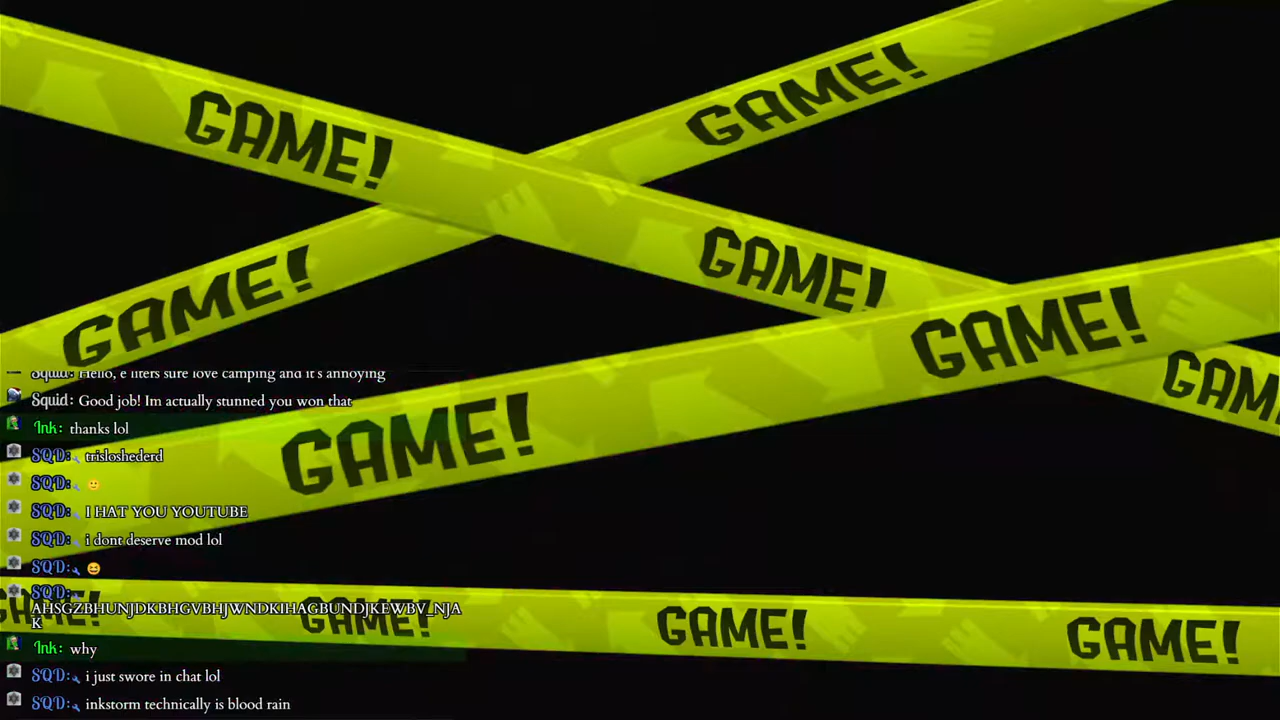 GAME!
GAME!
GAME!
GAME!
GAME!
GAM
GAME!
Squid: Hello, e liters sure love camping and it's annoying
Squid: Good job! Im actually stunned you won that
Ink: thanks lol
SQD: trisloshederd
SQD: 🙂
SQD: I HAT YOU YOUTUBE
SQD: i dont deserve mod lol
SQD: 😆
SQD:
AHSGZBHUNJDKBHGVBHJWNDKIHAGBUNDJKEWBV_NJA
K
AME!
GAME!
GAME!
GAME!
Ink: why
SQD: i just swore in chat lol
SQD: inkstorm technically is blood rain